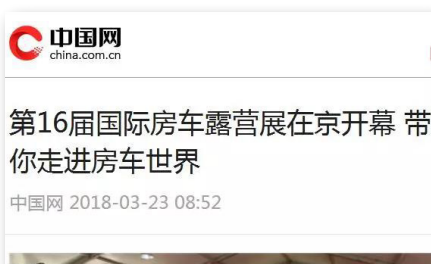 中国网
china.com.cn
第16届国际房车露营展在京开幕 带
你走进房车世界
中国网 2018-03-23 08:52